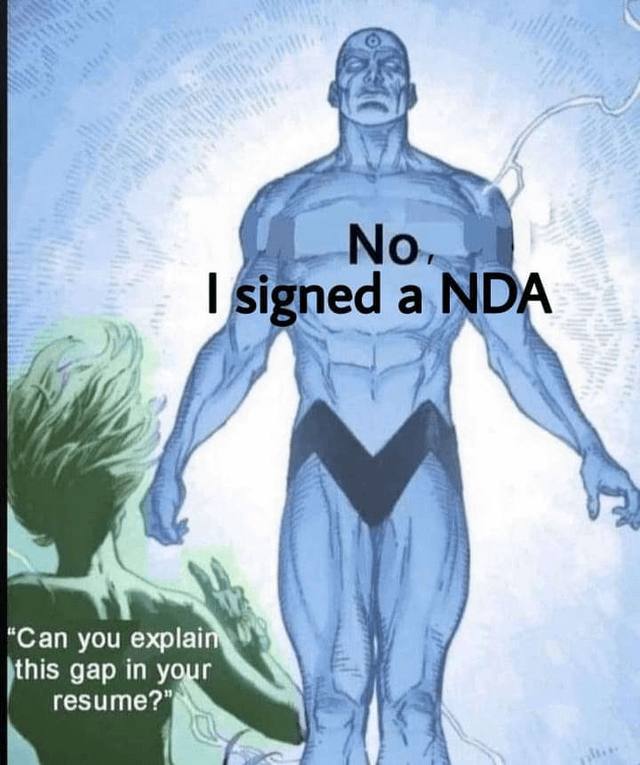 No,
I signed a NDA
“Can you explain
this gap in your
resume?”